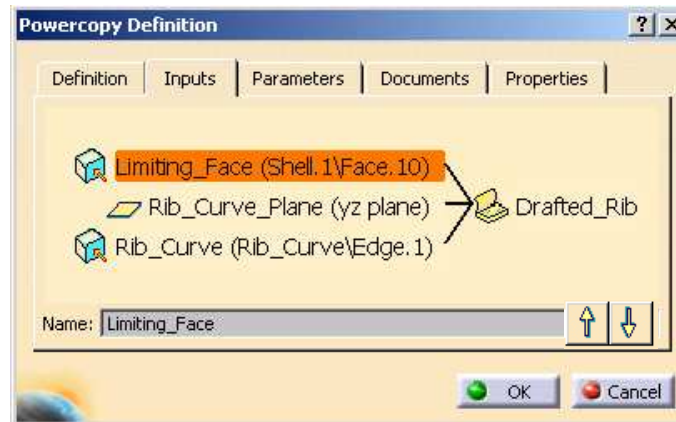 Powercopy Definition
Definition Inputs Parameters Documents Properties
Limiting_Face (Shell.1\Face.10)
Rib_Curve_Plane (yz plane) Drafted_Rib
Rib_Curve (Rib_Curve\Edge.1)
Name: Limiting_Face
OK Cancel